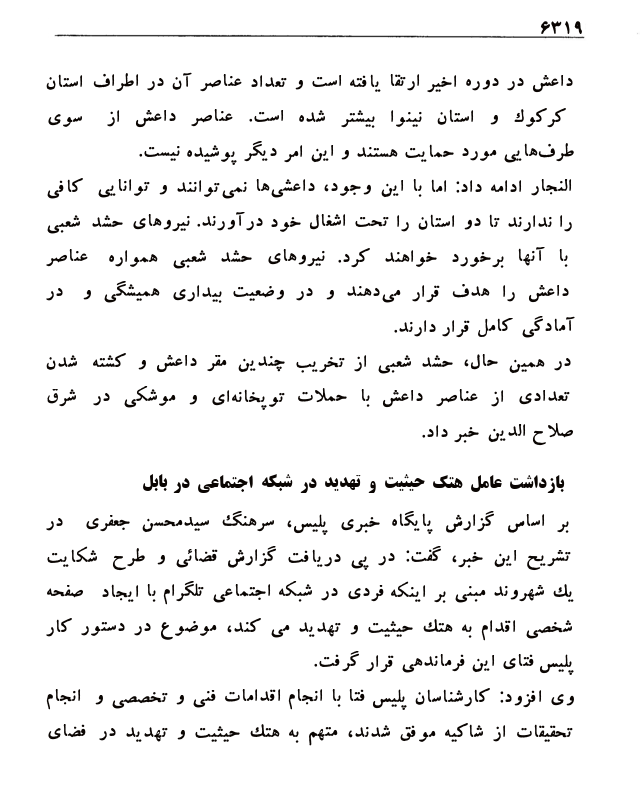 ۶۳۱۹
داعش در دوره اخیر ارتقا یافته است و تعداد عناصر آن در اطراف استان
کرکوك و استان نینوا بیشتر شده است. عناصر داعش از سوی
طرف‌هایی مورد حمایت هستند و این امر دیگر پوشیده نیست.
النجار ادامه داد: اما با این وجود، داعشی‌ها نمی‌توانند و توانایی کافی
را ندارند تا دو استان را تحت اشغال خود درآورند. نیروهای حشد شعبی
با آنها برخورد خواهند کرد. نیروهای حشد شعبی همواره عناصر
داعش را هدف قرار می‌دهند و در وضعیت بیداری همیشگی و در
آمادگی کامل قرار دارند.
در همین حال، حشد شعبی از تخریب چندین مقر داعش و کشته شدن
تعدادی از عناصر داعش با حملات توپخانه‌ای و موشکی در شرق
صلاح الدین خبر داد.
بازداشت عامل هتک حیثیت و تهدید در شبکه اجتماعی در بابل
بر اساس گزارش پایگاه خبری پلیس، سرهنگ سیدمحسن جعفری در
تشریح این خبر، گفت: در پی دریافت گزارش قضائی و طرح شکایت
یك شهروند مبنی بر اینکه فردی در شبکه اجتماعی تلگرام با ایجاد صفحه
شخصی اقدام به هتك حیثیت و تهدید می کند، موضوع در دستور کار
پلیس فتای این فرماندهی قرار گرفت.
وی افزود: کارشناسان پلیس فتا با انجام اقدامات فنی و تخصصی و انجام
تحقیقات از شاکیه موفق شدند، متهم به هتك حیثیت و تهدید در فضای